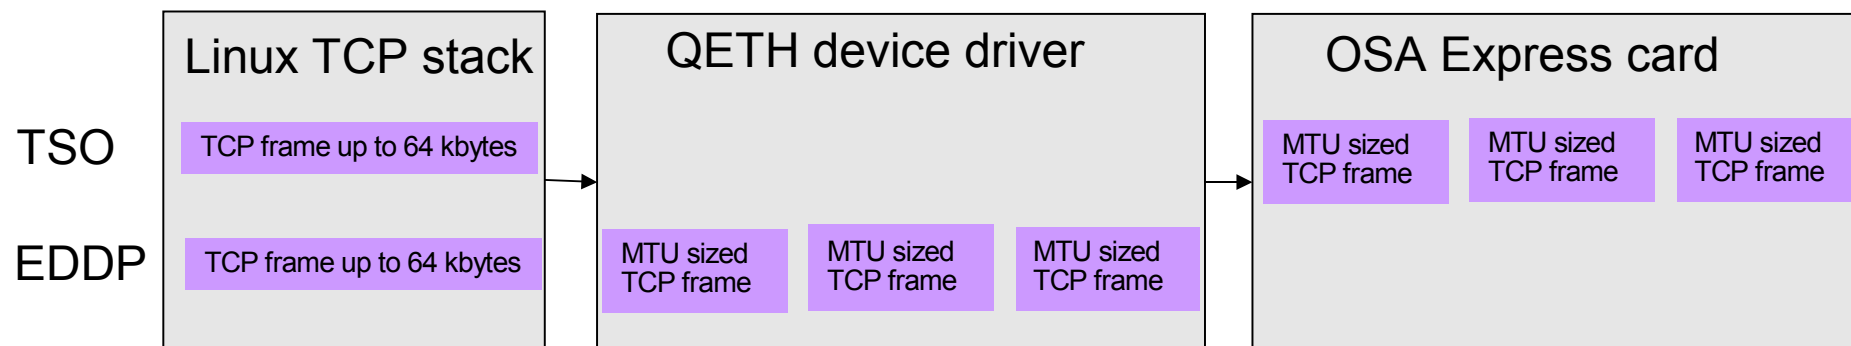 Linux TCP stack
QETH device driver
OSA Express card
TSO
TCP frame up to 64 kbytes
MTU sized
TCP frame
MTU sized
TCP frame
MTU sized
TCP frame
EDDP
TCP frame up to 64 kbytes
MTU sized
TCP frame
MTU sized
TCP frame
MTU sized
TCP frame